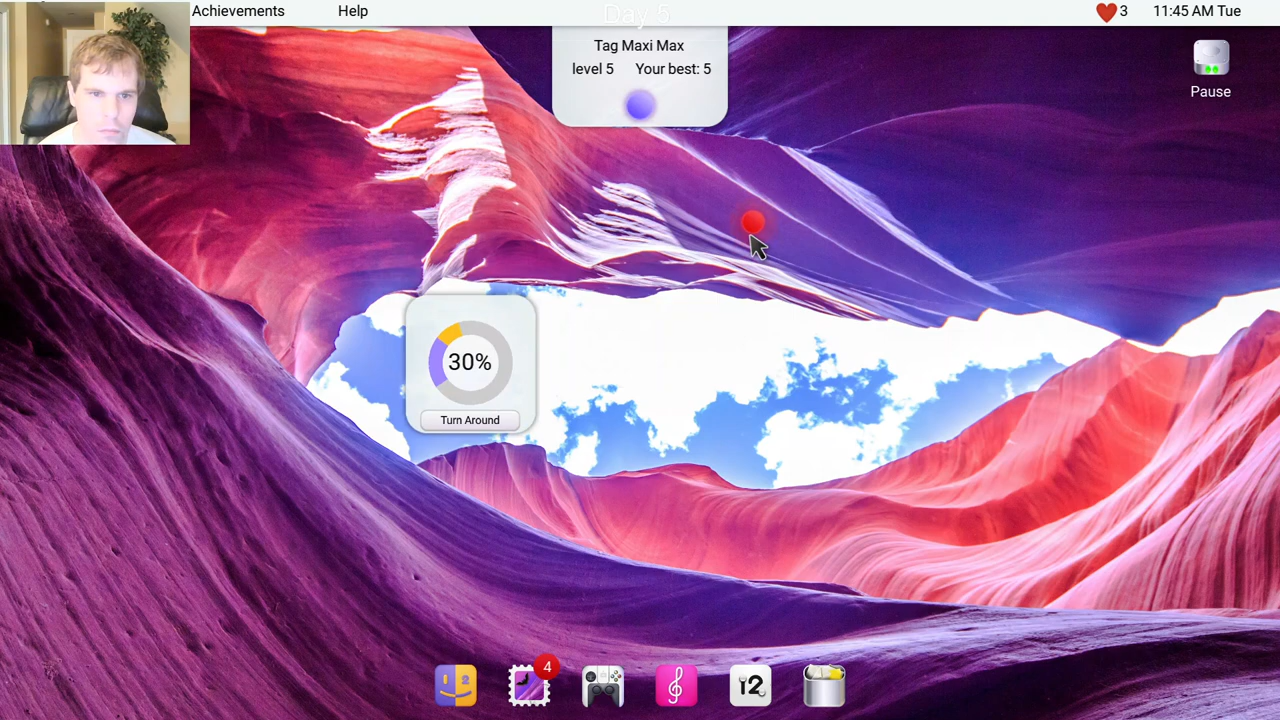 Achievements
Help
Day 5
3
11:45 AM Tue
Tag Maxi Max
level 5
Your best: 5
Pause
30%
Turn Around
4
12